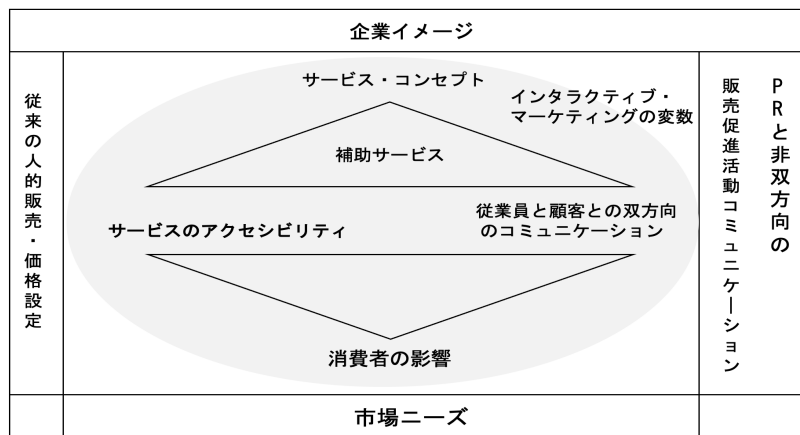 企業イメージ
従来の人的販売・価格設定
サービス・コンセプト
インタラクティブ・
マーケティングの変数
補助サービス
サービスのアクセシビリティ
従業員と顧客との双方向
のコミュニケーション
消費者の影響
PRと非双方向の
販売促進活動コミュニケーション
市場ニーズ